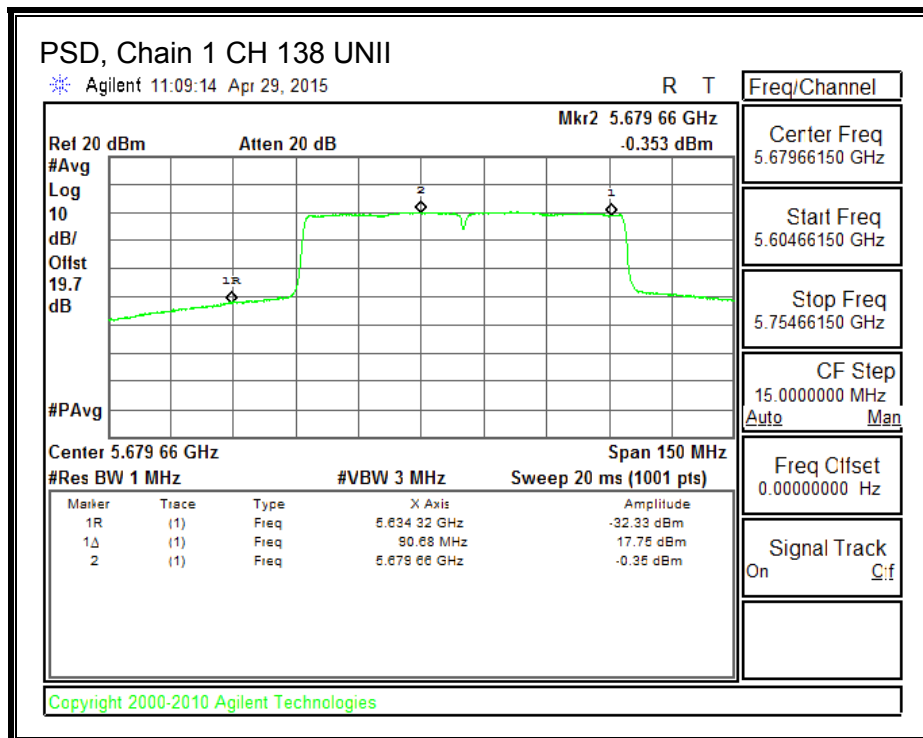 PSD, Chain 1 CH 138 UNII
Agilent 11:09:14 Apr 29, 2015 R T
Mkr2 5.679 66 GHz
Ref 20 dBm Atten 20 dB -0.353 dBm
#Avg
Log
10
dB/
Offst
19.7
dB
#PAvg
2
1
1R
Center 5.679 66 GHz Span 150 MHz
#Res BW 1 MHz #VBW 3 MHz Sweep 20 ms (1001 pts)
Marker Trace Type X Axis Amplitude
1R (1) Freq 5.634 32 GHz -32.33 dBm
1Δ (1) Freq 90.68 MHz 17.75 dBm
2 (1) Freq 5.679 66 GHz -0.35 dBm
Freq/Channel
Center Freq
5.67966150 GHz
Start Freq
5.60466150 GHz
Stop Freq
5.75466150 GHz
CF Step
15.0000000 MHz
Auto Man
Freq Offset
0.00000000 Hz
Signal Track
On Off
Copyright 2000-2010 Agilent Technologies